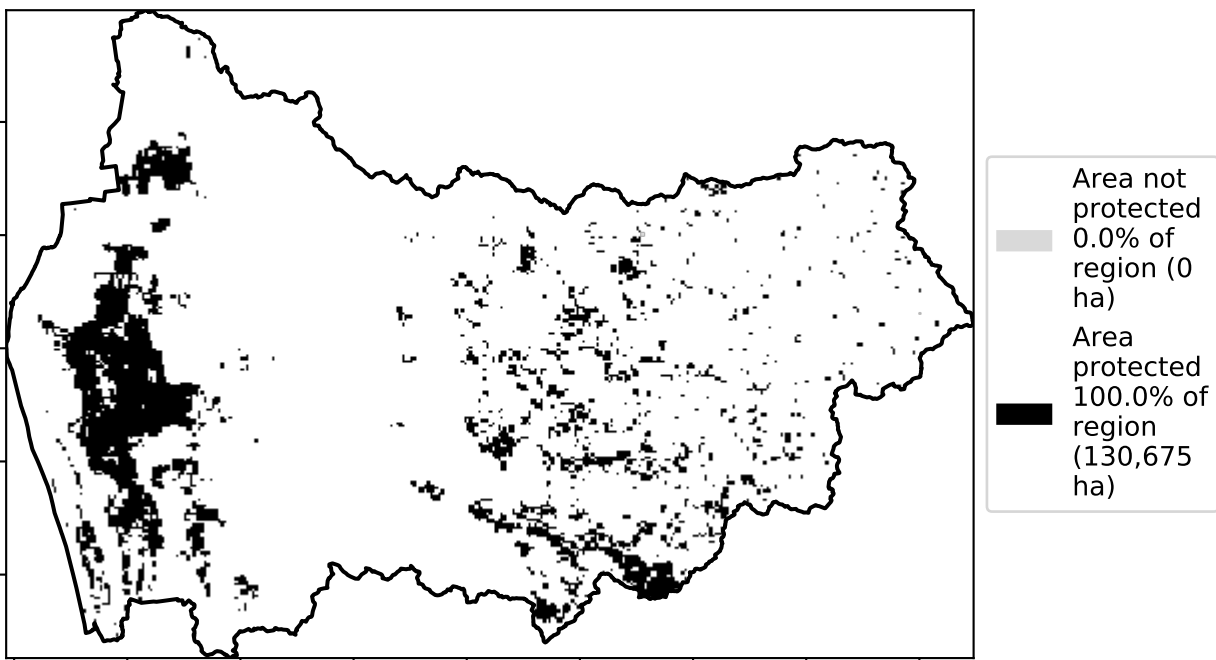 Area not
protected
0.0% of
region (0
ha)
Area
protected
100.0% of
region
(130,675
ha)